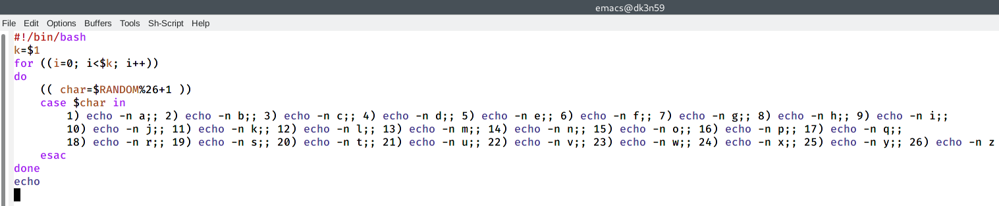 emacs@dk3n59
File Edit Options Buffers Tools Sh-Script Help
#!/bin/bash
k=$1
for ((i=0; i<$k; i++))
do
    (( char=$RANDOM%26+1 ))
    case $char in
        1) echo -n a;; 2) echo -n b;; 3) echo -n c;; 4) echo -n d;; 5) echo -n e;; 6) echo -n f;; 7) echo -n g;; 8) echo -n h;; 9) echo -n i;;
        10) echo -n j;; 11) echo -n k;; 12) echo -n l;; 13) echo -n m;; 14) echo -n n;; 15) echo -n o;; 16) echo -n p;; 17) echo -n q;;
        18) echo -n r;; 19) echo -n s;; 20) echo -n t;; 21) echo -n u;; 22) echo -n v;; 23) echo -n w;; 24) echo -n x;; 25) echo -n y;; 26) echo -n z
    esac
done
echo